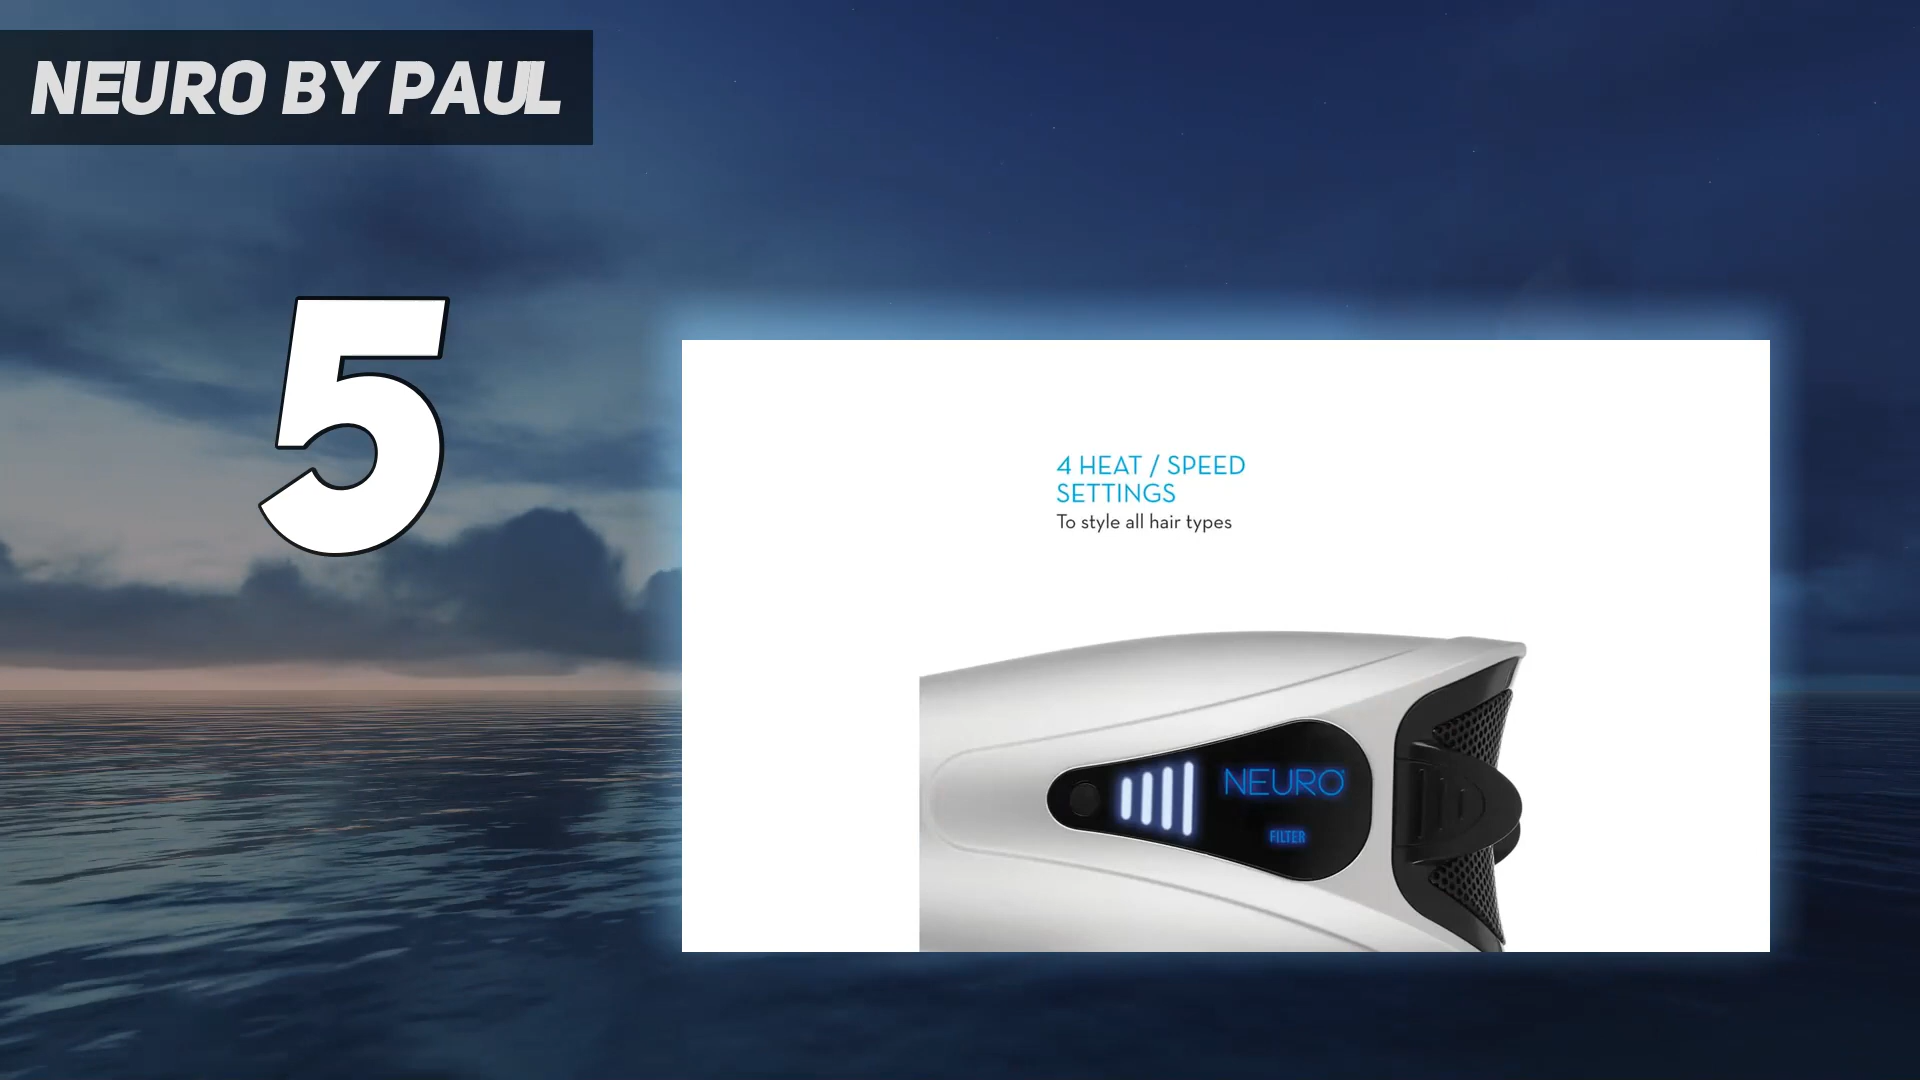 NEURO BY PAUL
5
4 HEAT / SPEED
SETTINGS
To style all hair types
NEURO
FILTER